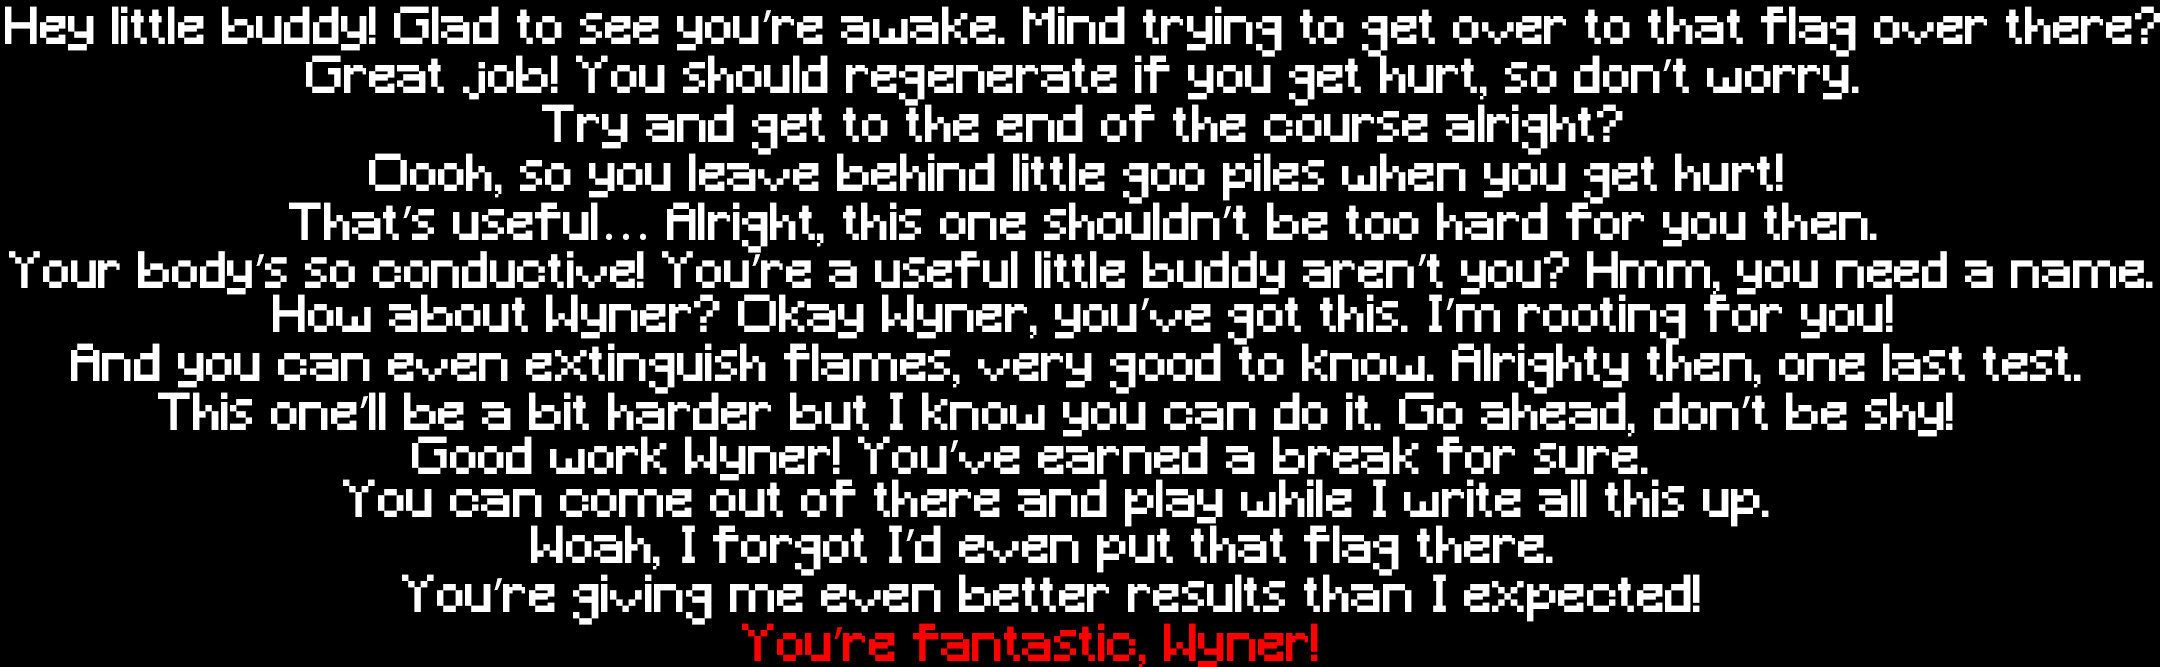 Hey little buddy! Glad to see you're awake. Mind trying to get over to that flag over there?
Great job! You should regenerate if you get hurt, so don't worry.
Try and get to the end of the course alright?
Oooh, so you leave behind little goo piles when you get hurt!
That's useful... Alright, this one shouldn't be too hard for you then.
Your body's so conductive! You're a useful little buddy aren't you? Hmm, you need a name.
How about Wyner? Okay Wyner, you've got this. I'm rooting for you!
And you can even extinguish flames, very good to know. Alrighty then, one last test.
This one'll be a bit harder but I know you can do it. Go ahead, don't be shy!
Good work Wyner! You've earned a break for sure.
You can come out of there and play while I write all this up.
Woah, I forgot I'd even put that flag there.
You're giving me even better results than I expected!
You're fantastic, Wyner!